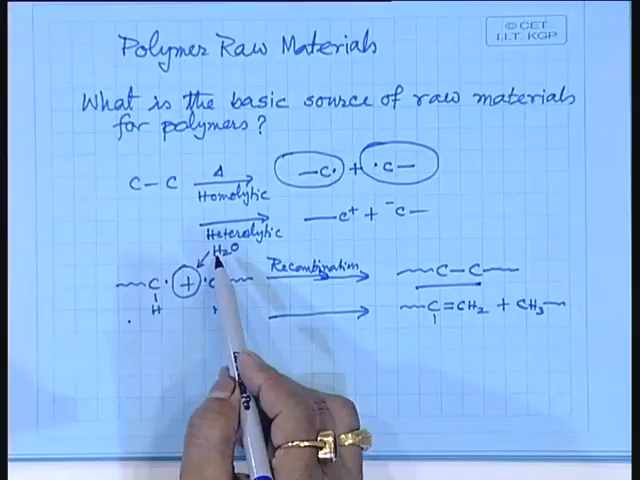 © CET
I.I.T. KGP
Polymer Raw Materials
What is the basic source of raw materials
for polymers?
C — C Δ —C· + ·C—
Homolytic
—C⁺ + ⁻C—
Heterolytic
H₂O
C· + ·C Recombination C—C
H H
C=CH₂ + CH₃